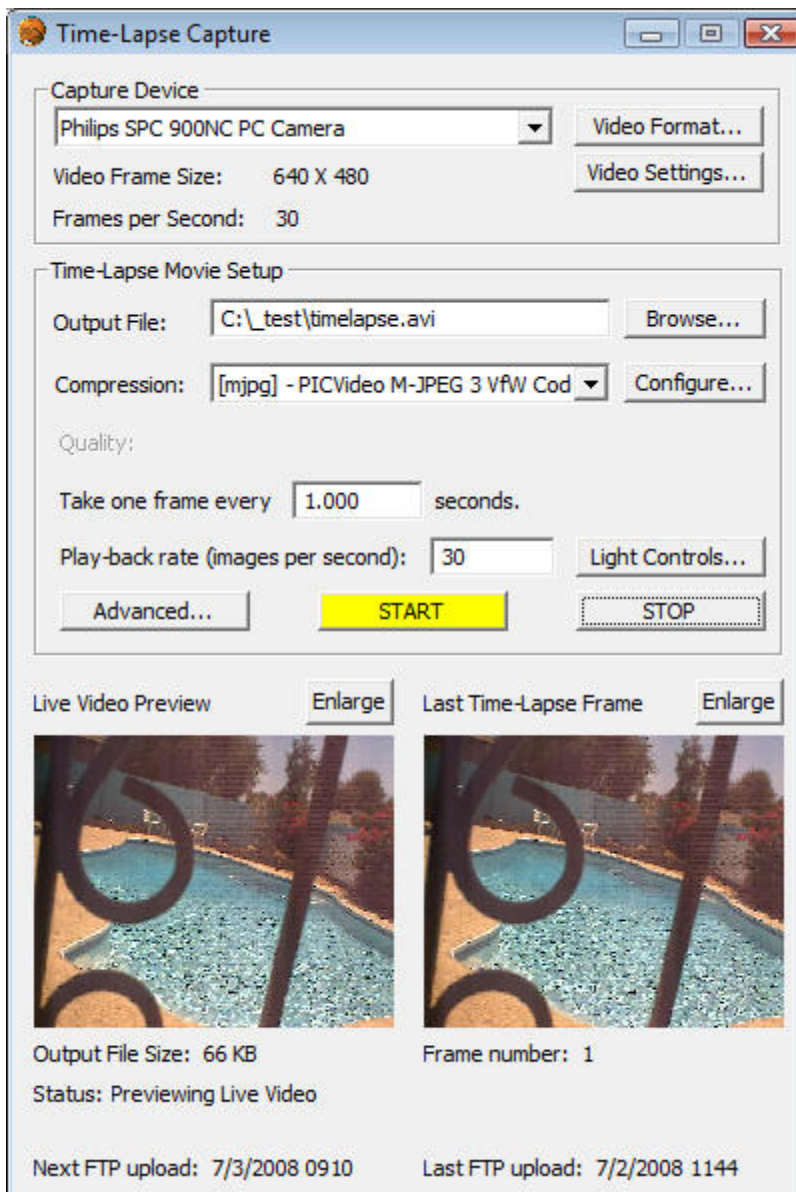 Time-Lapse Capture
Capture Device
Philips SPC 900NC PC Camera
Video Format...
Video Frame Size: 640 X 480
Video Settings...
Frames per Second: 30
Time-Lapse Movie Setup
Output File: C:\_test\timelapse.avi Browse...
Compression: [mjpg] - PICVideo M-JPEG 3 VfW Cod Configure...
Quality:
Take one frame every 1.000 seconds.
Play-back rate (images per second): 30 Light Controls...
Advanced... START STOP
Live Video Preview Enlarge Last Time-Lapse Frame Enlarge
Output File Size: 66 KB Frame number: 1
Status: Previewing Live Video
Next FTP upload: 7/3/2008 0910 Last FTP upload: 7/2/2008 1144